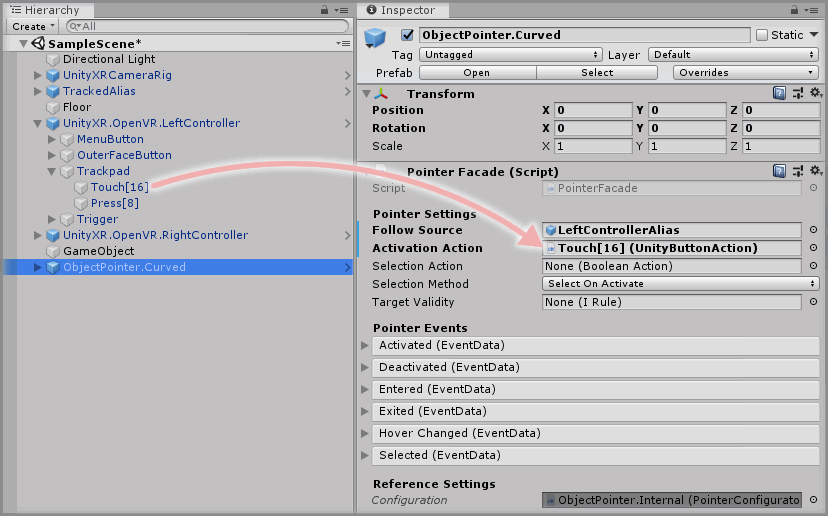 Hierarchy
Create
All
SampleScene*
Directional Light
UnityXRCameraRig
TrackedAlias
Floor
UnityXR.OpenVR.LeftController
MenuButton
OuterFaceButton
Trackpad
Touch[16]
Press[8]
Trigger
UnityXR.OpenVR.RightController
GameObject
ObjectPointer.Curved
Inspector
ObjectPointer.Curved Static
Tag Untagged Layer Default
Prefab Open Select Overrides
Transform
Position X 0 Y 0 Z 0
Rotation X 0 Y 0 Z 0
Scale X 1 Y 1 Z 1
Pointer Facade (Script)
Script PointerFacade
Pointer Settings
Follow Source LeftControllerAlias
Activation Action Touch[16] (UnityButtonAction)
Selection Action None (Boolean Action)
Selection Method Select On Activate
Target Validity None (I Rule)
Pointer Events
Activated (EventData)
Deactivated (EventData)
Entered (EventData)
Exited (EventData)
Hover Changed (EventData)
Selected (EventData)
Reference Settings
Configuration ObjectPointer.Internal (PointerConfigurato